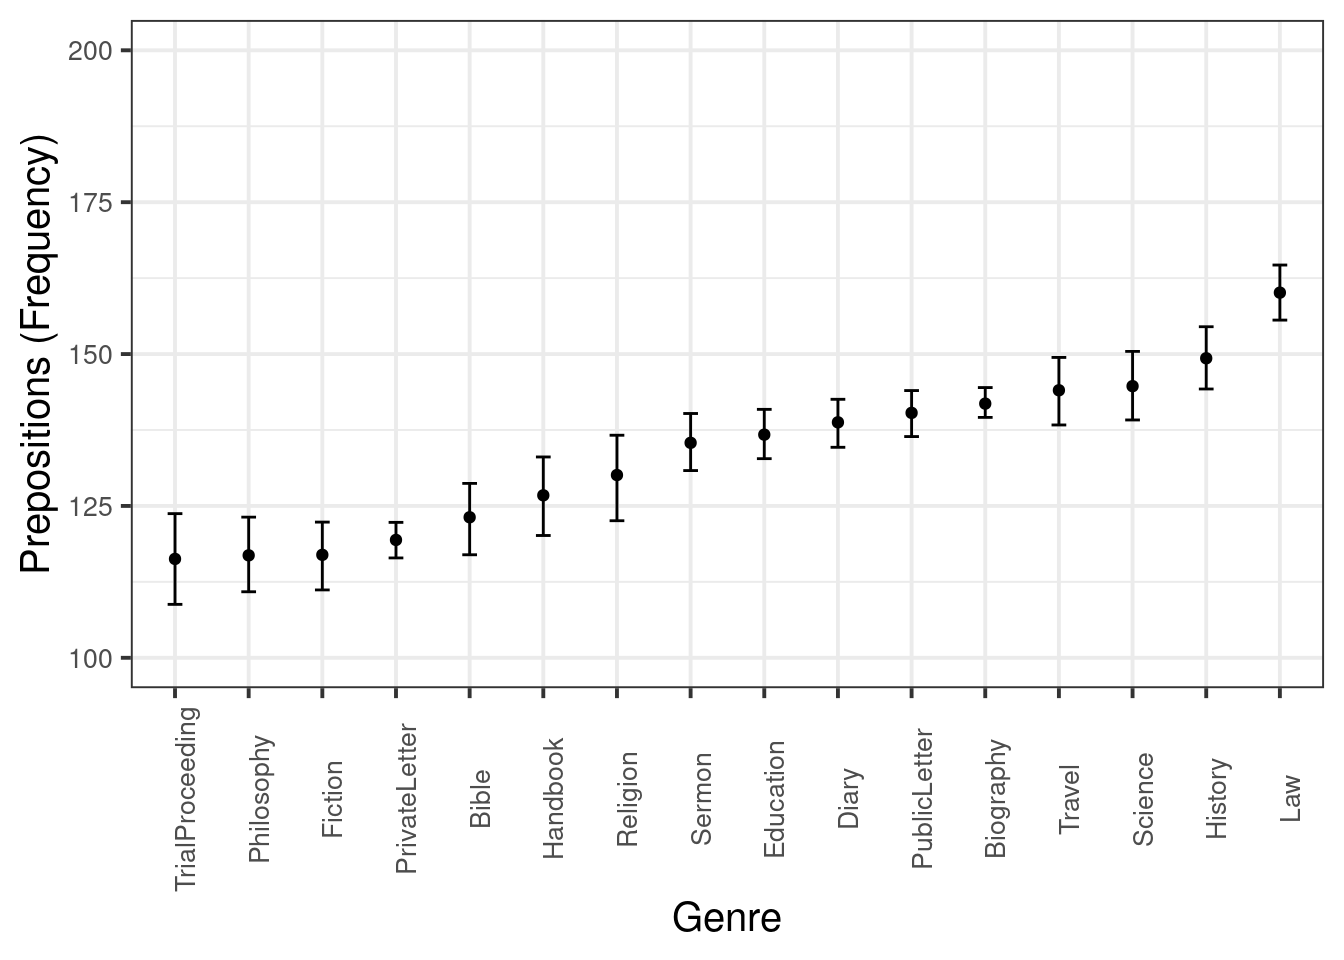 Prepositions (Frequency)
200
175
150
125
100
TrialProceeding
Philosophy
Fiction
PrivateLetter
Bible
Handbook
Religion
Sermon
Education
Diary
PublicLetter
Biography
Travel
Science
History
Law
Genre